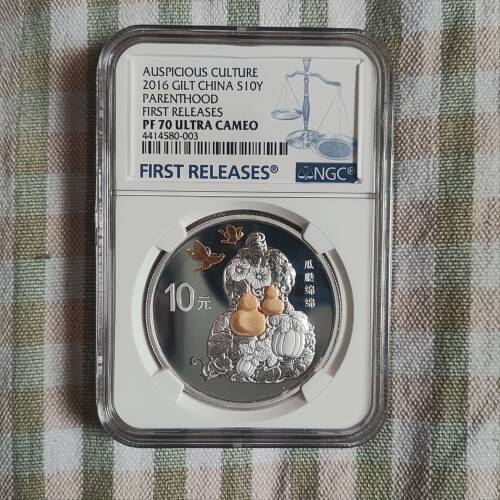 AUSPICIOUS CULTURE
2016 GILT CHINA S10Y
PARENTHOOD
FIRST RELEASES
PF 70 ULTRA CAMEO
4414580-003
FIRST RELEASES®
NGC
10元
瓜瓞绵绵